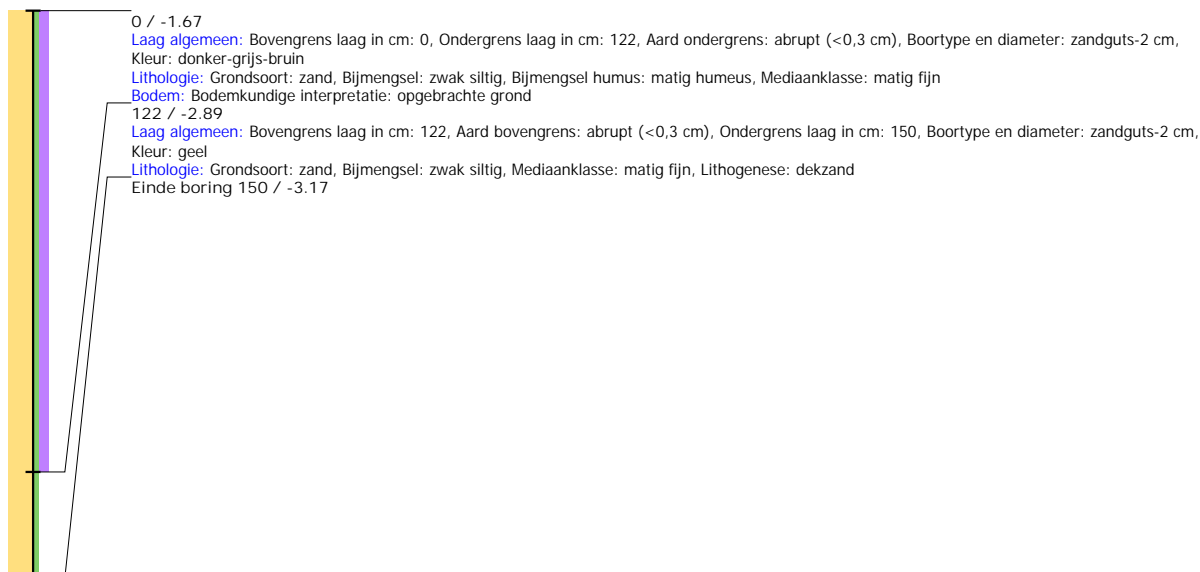 0 / -1.67
Laag algemeen: Bovengrens laag in cm: 0, Ondergrens laag in cm: 122, Aard ondergrens: abrupt (<0,3 cm), Boortype en diameter: zandguts-2 cm,
Kleur: donker-grijs-bruin
Lithologie: Grondsoort: zand, Bijmengsel: zwak siltig, Bijmengsel humus: matig humeus, Mediaanklasse: matig fijn
Bodem: Bodemkundige interpretatie: opgebrachte grond
122 / -2.89
Laag algemeen: Bovengrens laag in cm: 122, Aard bovengrens: abrupt (<0,3 cm), Ondergrens laag in cm: 150, Boortype en diameter: zandguts-2 cm,
Kleur: geel
Lithologie: Grondsoort: zand, Bijmengsel: zwak siltig, Mediaanklasse: matig fijn, Lithogenese: dekzand
Einde boring 150 / -3.17